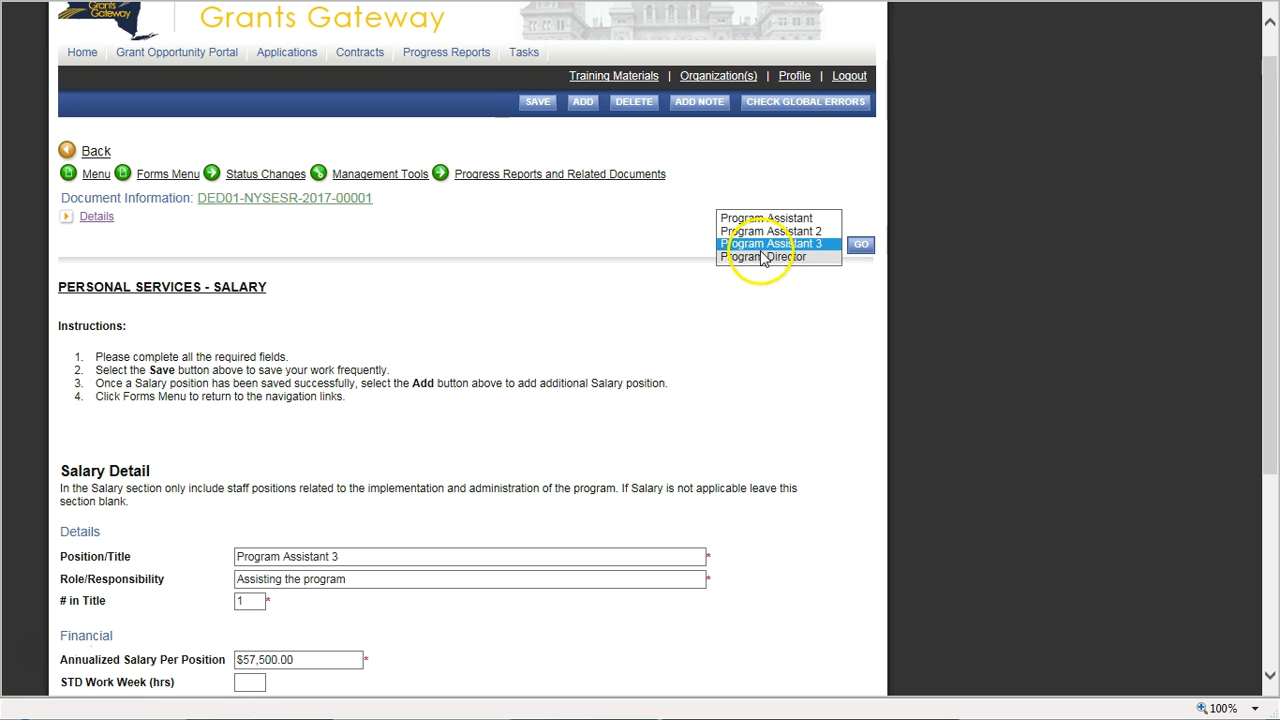 Grants
Gateway
Grants Gateway
Home Grant Opportunity Portal Applications Contracts Progress Reports Tasks
Training Materials | Organization(s) | Profile | Logout
SAVE ADD DELETE ADD NOTE CHECK GLOBAL ERRORS
Back
Menu Forms Menu Status Changes Management Tools Progress Reports and Related Documents
Document Information: DED01-NYSESR-2017-00001
Details
Program Assistant
Program Assistant 2
Program Assistant 3 GO
Program Director
PERSONAL SERVICES - SALARY
Instructions:
1. Please complete all the required fields.
2. Select the Save button above to save your work frequently.
3. Once a Salary position has been saved successfully, select the Add button above to add additional Salary position.
4. Click Forms Menu to return to the navigation links.
Salary Detail
In the Salary section only include staff positions related to the implementation and administration of the program. If Salary is not applicable leave this
section blank.
Details
Position/Title Program Assistant 3 *
Role/Responsibility Assisting the program *
# in Title 1 *
Financial
Annualized Salary Per Position $57,500.00 *
STD Work Week (hrs)
100%